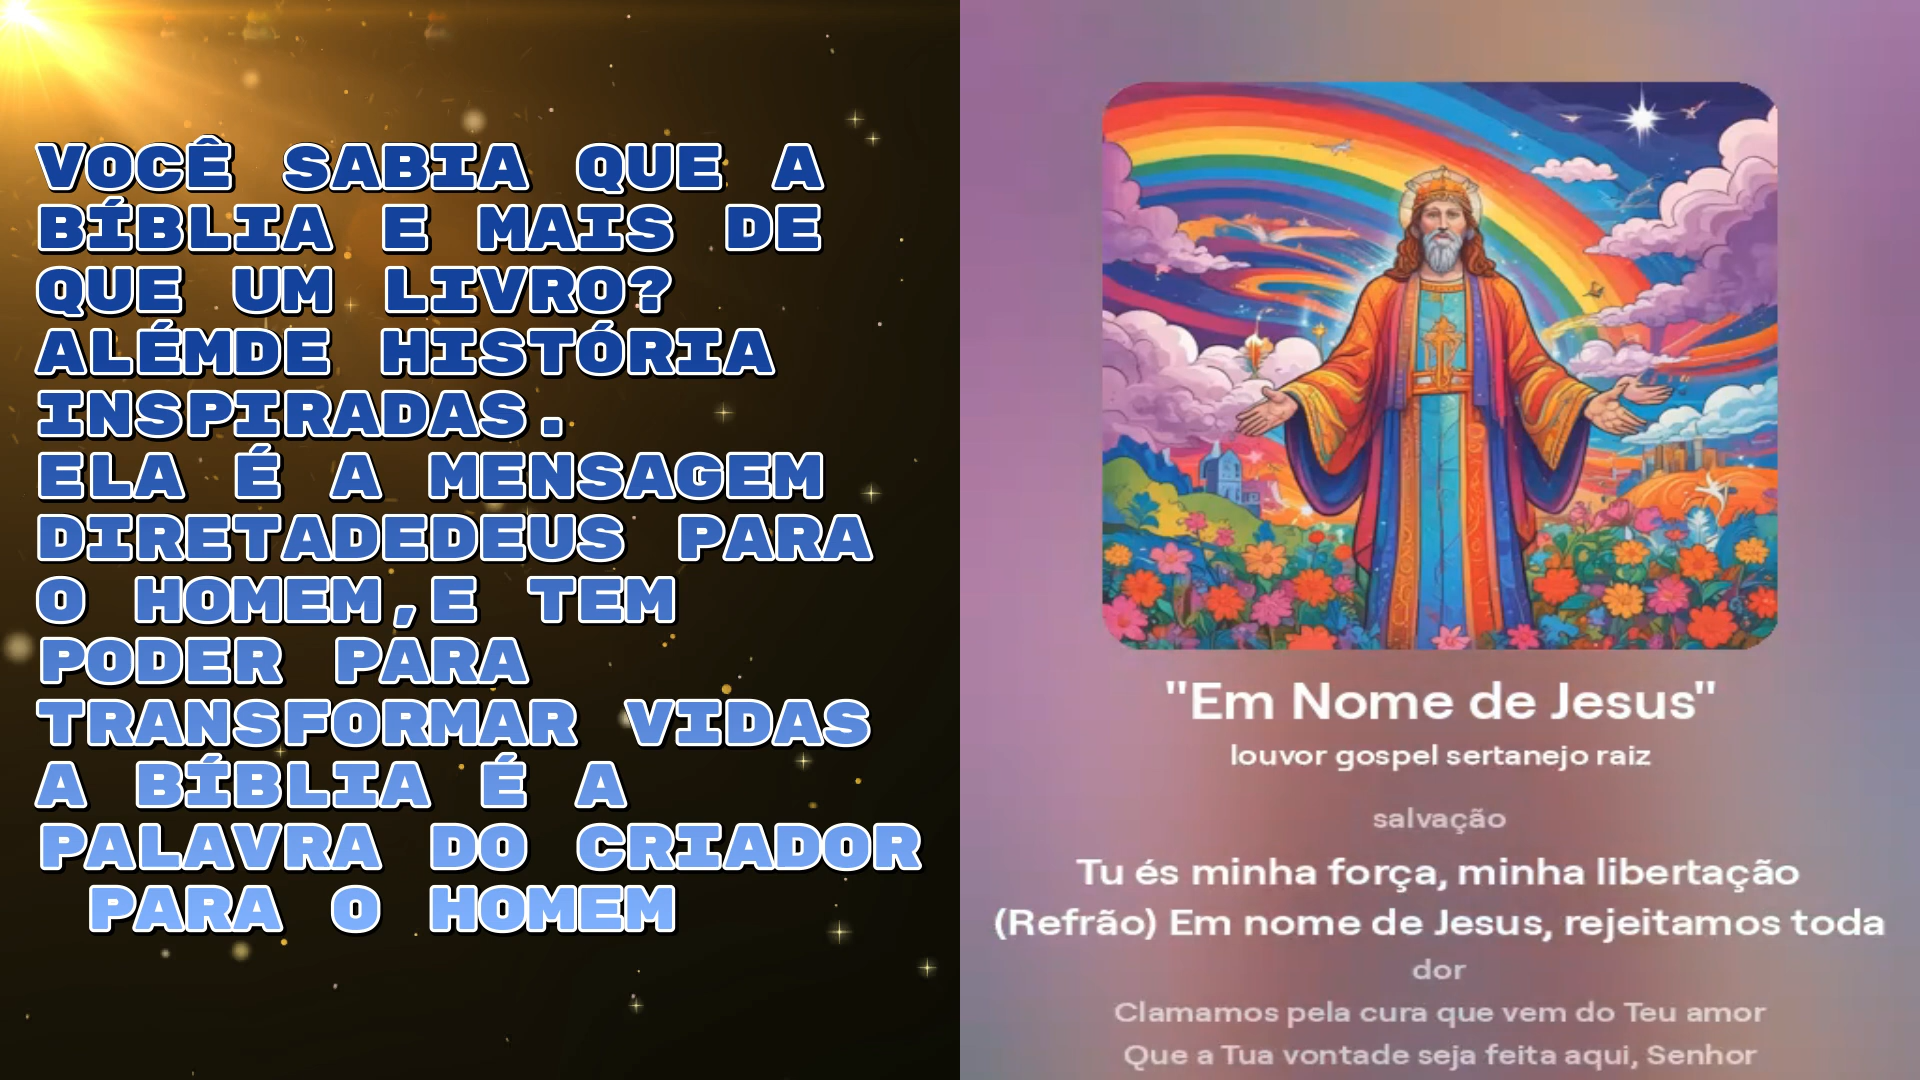 VOCÊ SABIA QUE A
BÍBLIA E MAIS DE
QUE UM LIVRO?
ALÉMDE HISTÓRIA
INSPIRADAS.
ELA É A MENSAGEM
DIRETADEDEUS PARA
O HOMEM,E TEM
PODER PARA
TRANSFORMAR VIDAS
A BÍBLIA É A
PALAVRA DO CRIADOR
PARA O HOMEM
"Em Nome de Jesus"
louvor gospel sertanejo raiz
salvação
Tu és minha força, minha libertação
(Refrão) Em nome de Jesus, rejeitamos toda
dor
Clamamos pela cura que vem do Teu amor
Que a Tua vontade seja feita aqui, Senhor